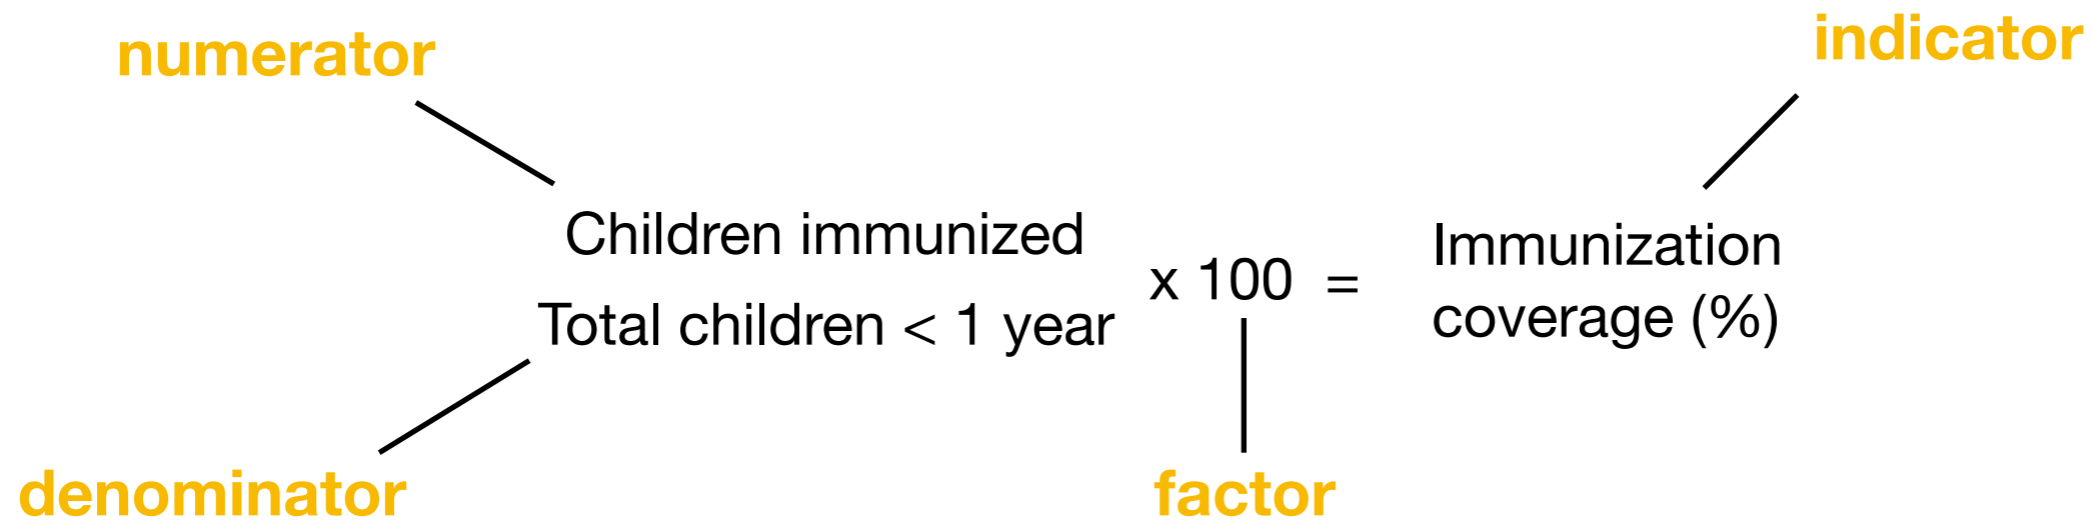 numerator
indicator
Children immunized
Total children < 1 year
x 100 =
Immunization
coverage (%)
denominator
factor